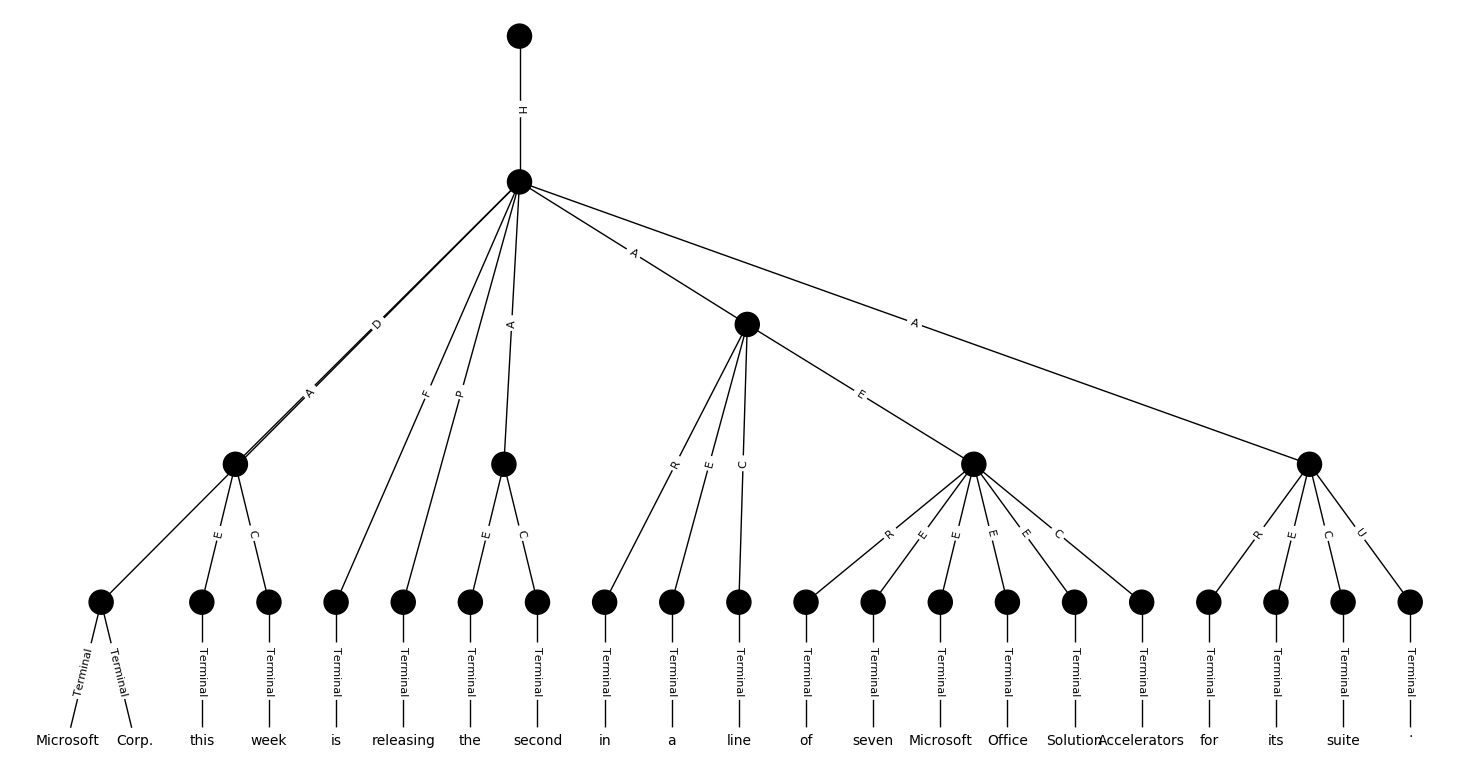 H
A
D
A
A
F
P
A
E
R
E
C
E
C
E
C
R
E
E
E
E
C
R
E
C
U
Terminal Terminal Terminal Terminal Terminal Terminal Terminal Terminal Terminal Terminal Terminal Terminal Terminal Terminal Terminal Terminal Terminal Terminal Terminal Terminal Terminal
Microsoft Corp. this week is releasing the second in a line of seven Microsoft Office Solution Accelerators for its suite .